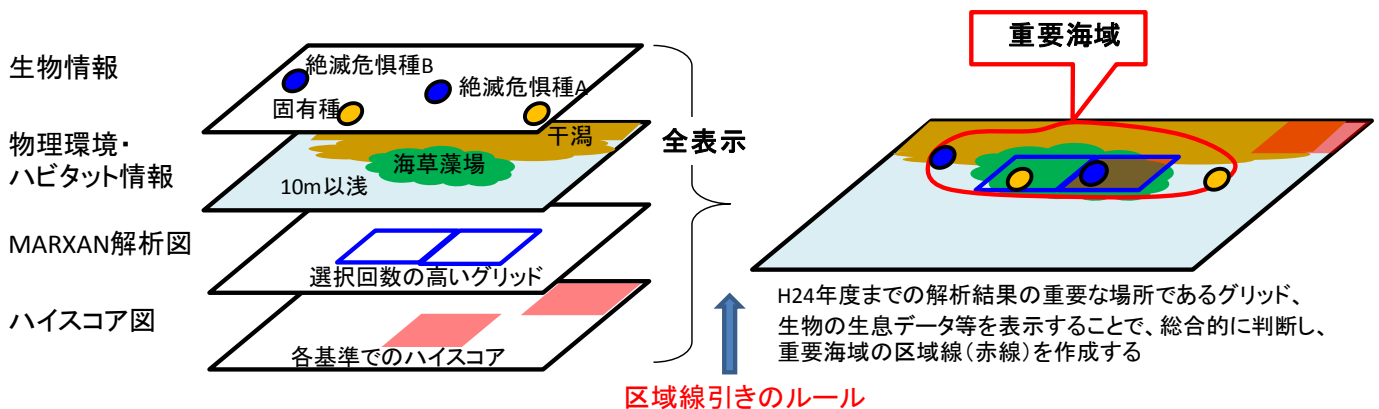 生物情報
絶滅危惧種B
絶滅危惧種A
固有種
物理環境・
ハビタット情報
干潟
海草藻場
10m以浅
MARXAN解析図
選択回数の高いグリッド
ハイスコア図
各基準でのハイスコア
全表示
区域線引きのルール
重要海域
H24年度までの解析結果の重要な場所であるグリッド、
生物の生息データ等を表示することで、総合的に判断し、
重要海域の区域線（赤線）を作成する